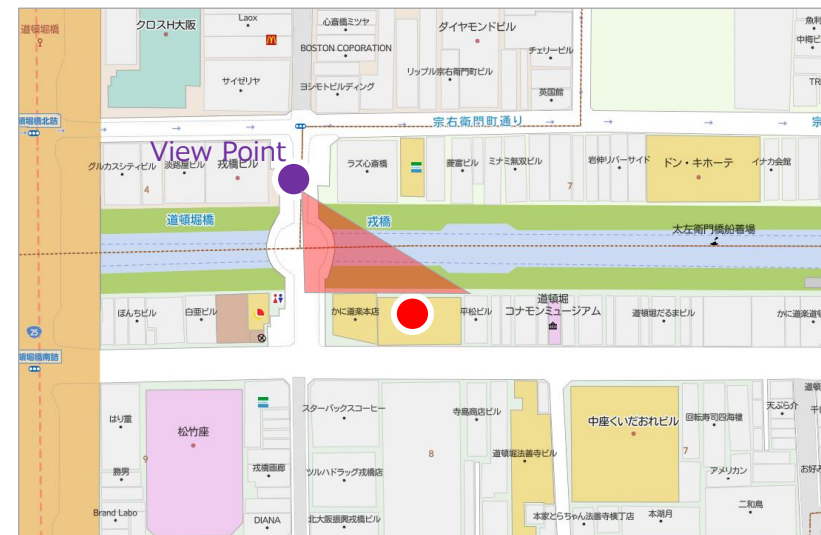 道頓堀橋
クロスH大阪
Laox
サイゼリヤ
心斎橋ミツヤ
BOSTON COPORATION
ヨシモトビルディング
ダイヤモンドビル
リップル宗右衛門町ビル
チェリービル
英国館
魚利
中梅ビ
TR
頓堀橋北詰
宗右衛門町通り
宗
View Point
グルカスシティビル
淡路屋ビル
戎橋ビル
4
ラズ心斎橋
菱富ビル
ミナミ無双ビル
7
岩伸リバーサイド
ドン・キホーテ
イナカ会館
道頓堀橋
戎橋
太左衛門橋船着場
25
ぼんちビル
白亜ビル
かに道楽本店
平松ビル
道頓堀
コナモンミュージアム
道頓堀だるまビル
かに道楽道頓
頓堀橋南詰
はり重
松竹座
9
勝男
Brand Labo
戎橋画廊
DIANA
スターバックスコーヒー
ツルハドラッグ戎橋店
北大阪振興戎橋ビル
8
寺島商店ビル
道頓堀法善寺ビル
本家とらちゃん法善寺横丁店
中座くいだおれビル
本湖月
回転寿司四海樓
7
アメリカン
二和島
天ぷら介
道頓
千
お好み